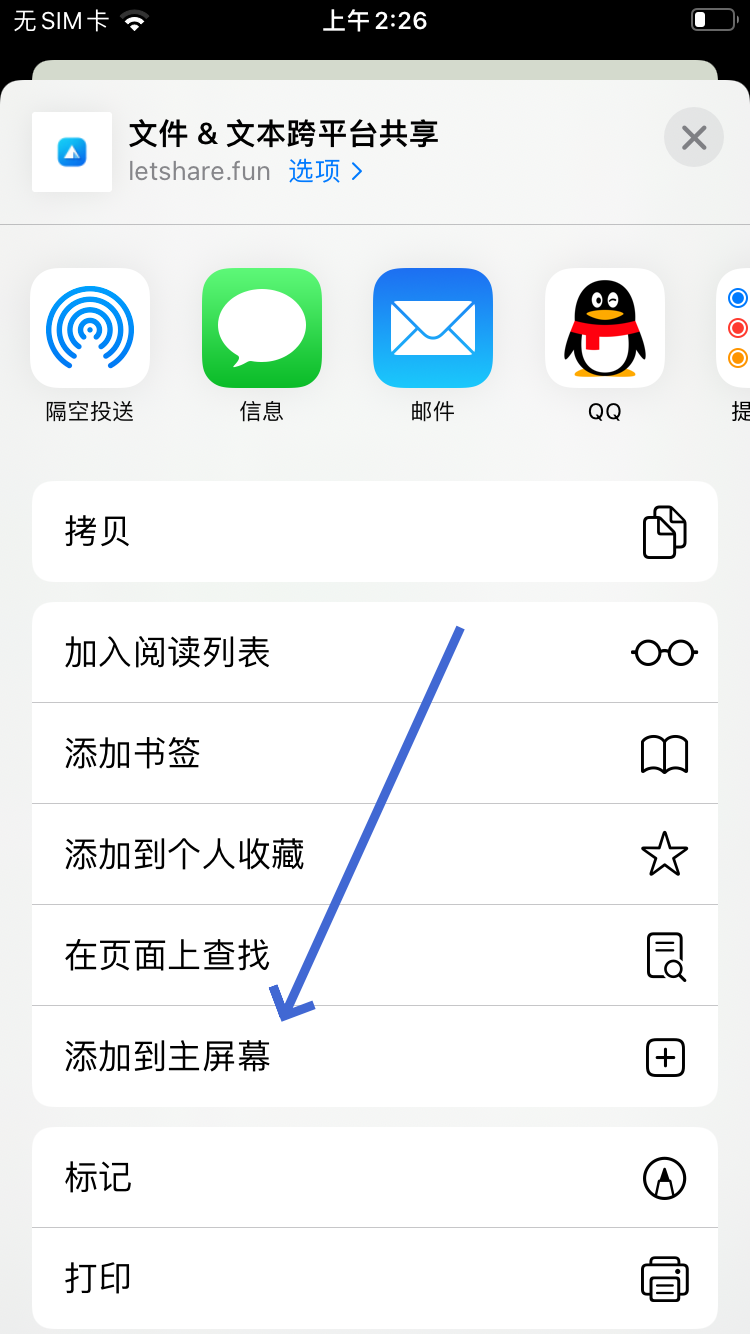 无SIM卡 上午2:26
文件 & 文本跨平台共享
letshare.fun 选项
隔空投送 信息 邮件 QQ 提
拷贝
加入阅读列表
添加书签
添加到个人收藏
在页面上查找
添加到主屏幕
标记
打印